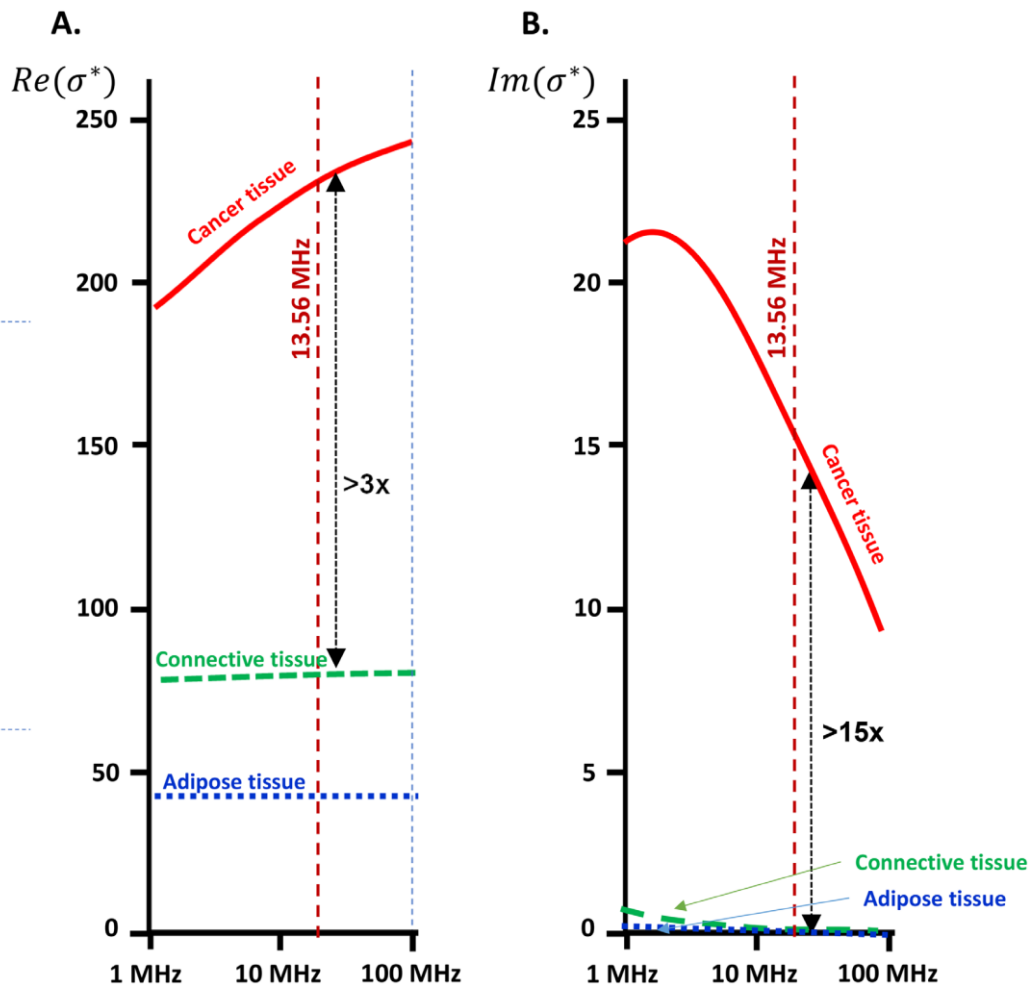 A.
Re(σ*)
250
200
150
100
50
0
Cancer tissue
13.56 MHz
>3x
Connective tissue
Adipose tissue
1 MHz
10 MHz
100 MHz
B.
Im(σ*)
25
20
15
10
5
0
13.56 MHz
Cancer tissue
>15x
Connective tissue
Adipose tissue
1 MHz
10 MHz
100 MHz